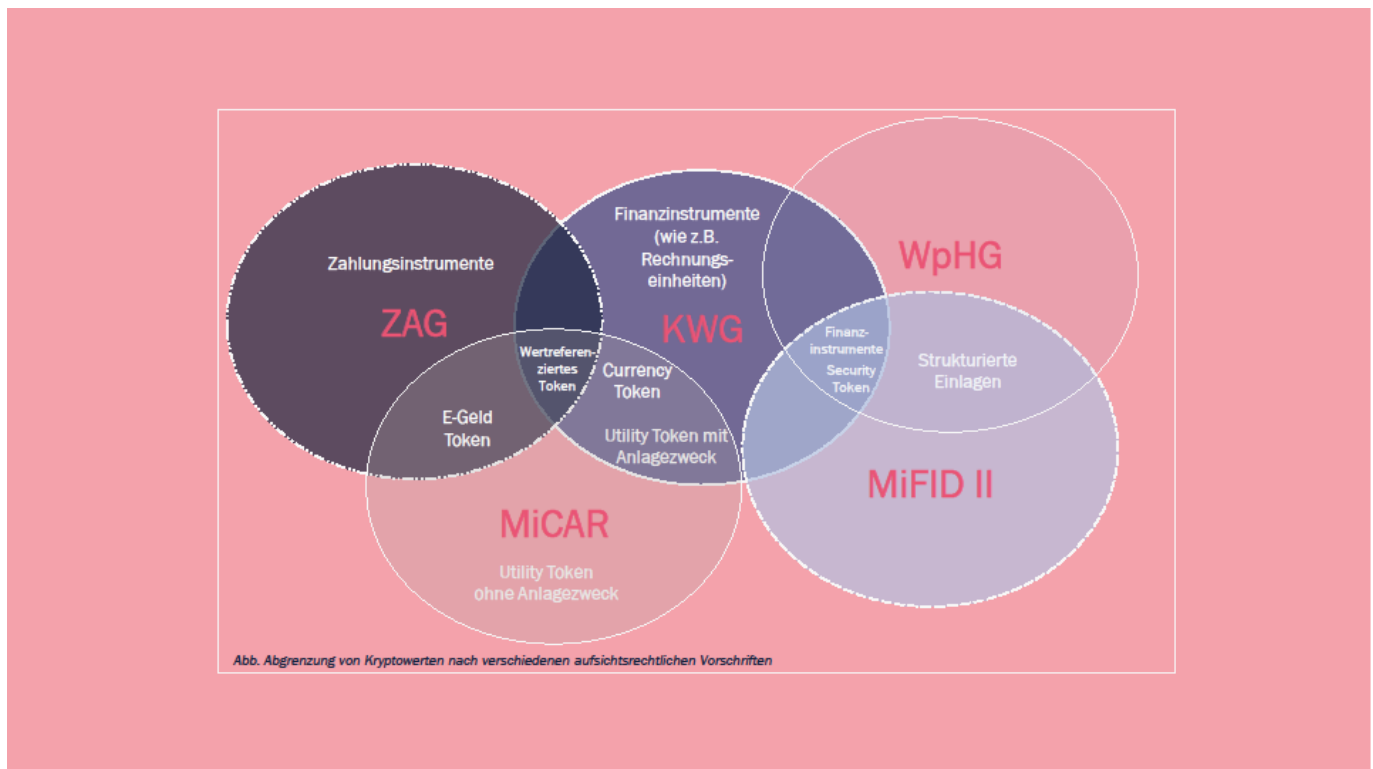 Zahlungsinstrumente
ZAG
Finanzinstrumente
(wie z.B.
Rechnungs-
einheiten)
KWG
WpHG
Wertreferen-
ziertes
Token
Currency
Token
Finanz-
instrumente
Security
Token
Strukturierte
Einlagen
E-Geld
Token
Utility Token mit
Anlagezweck
MiFID II
MiCAR
Utility Token
ohne Anlagezweck
Abb. Abgrenzung von Kryptowerten nach verschiedenen aufsichtsrechtlichen Vorschriften